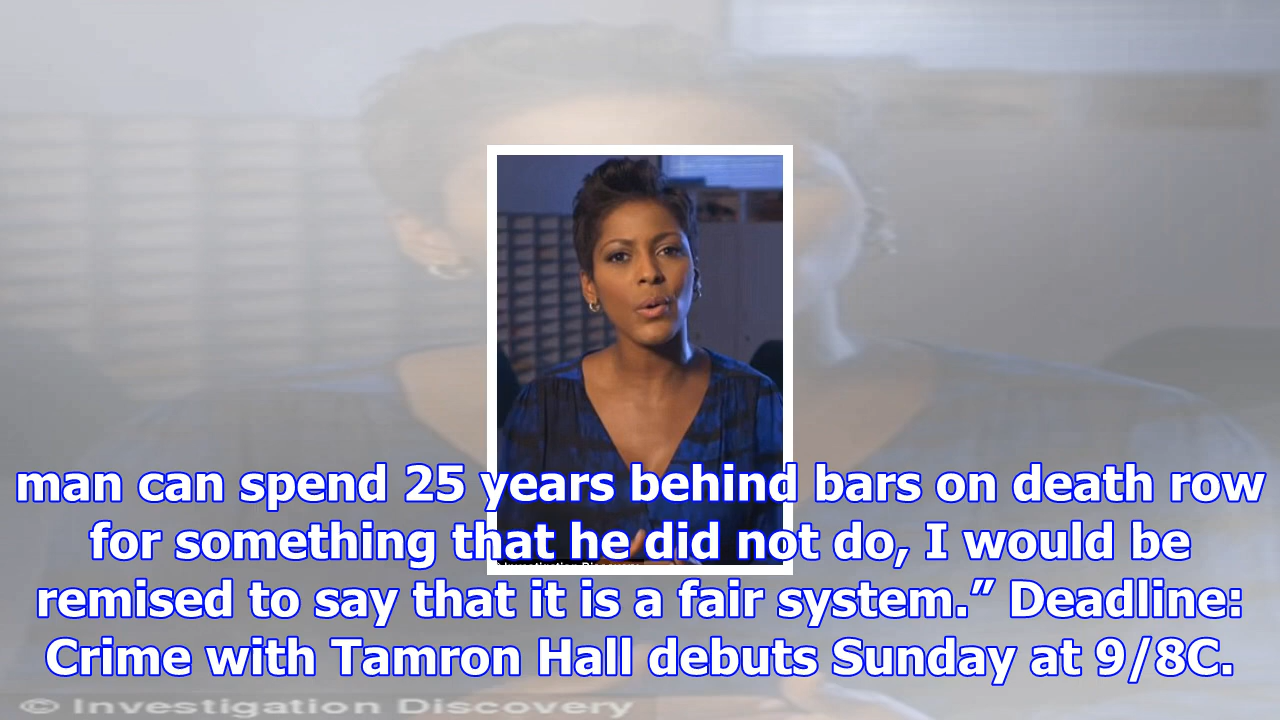 man can spend 25 years behind bars on death row
for something that he did not do, I would be
remised to say that it is a fair system.” Deadline:
Crime with Tamron Hall debuts Sunday at 9/8C.
© Investigation Discovery